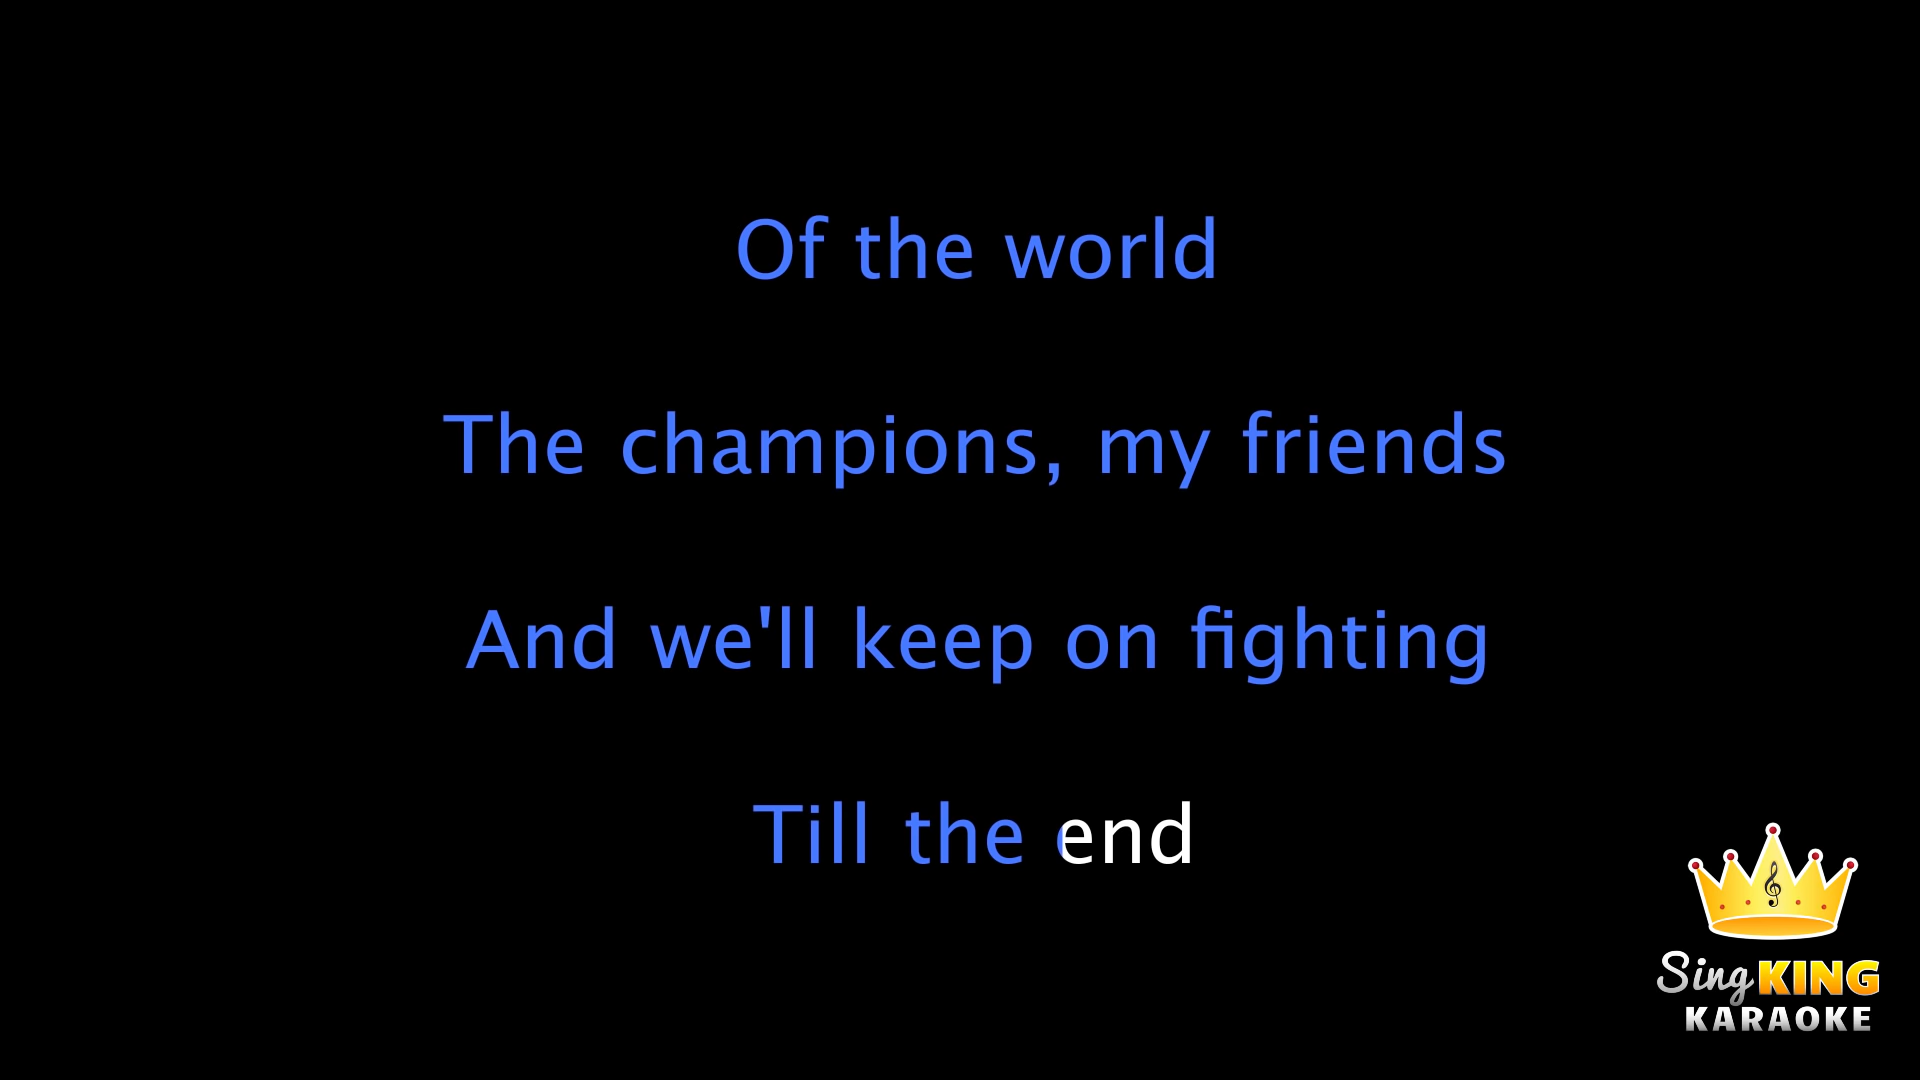 Of the world
The champions, my friends
And we'll keep on fighting
Till the end
Sing KING
KARAOKE